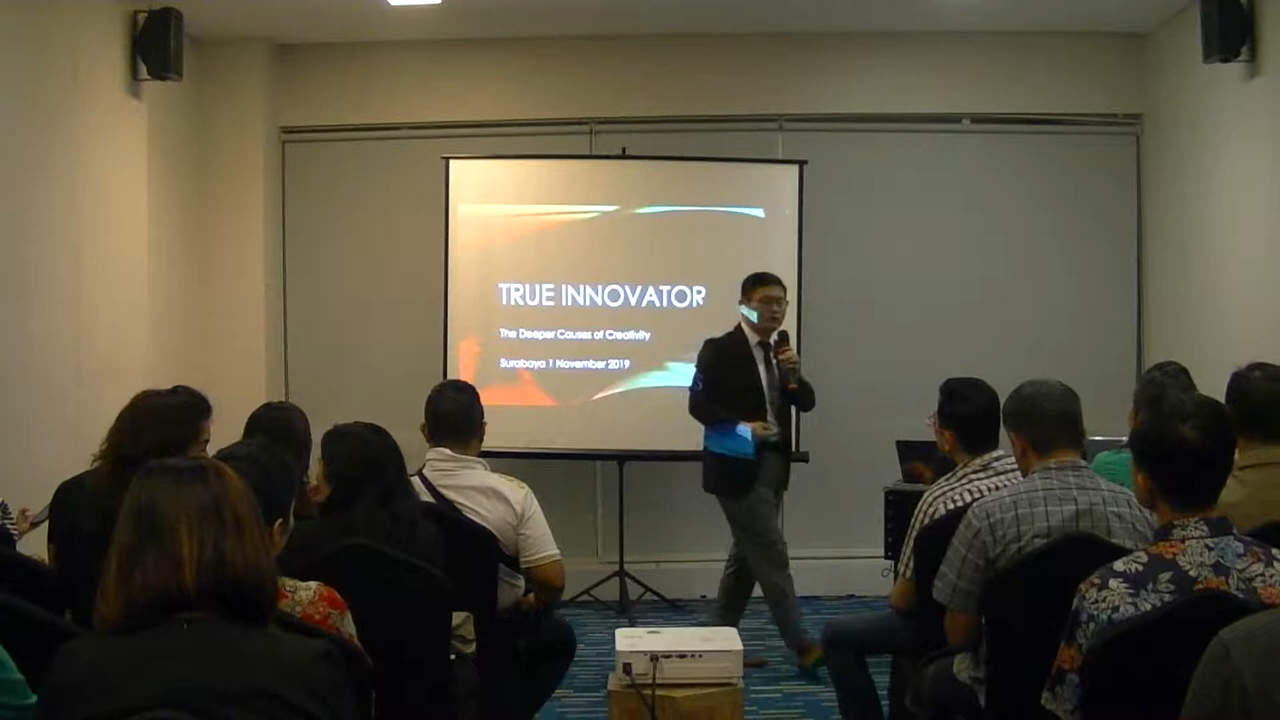 TRUE INNOVATOR
The Deeper Causes of Creativity
Surabaya 1 November 2019